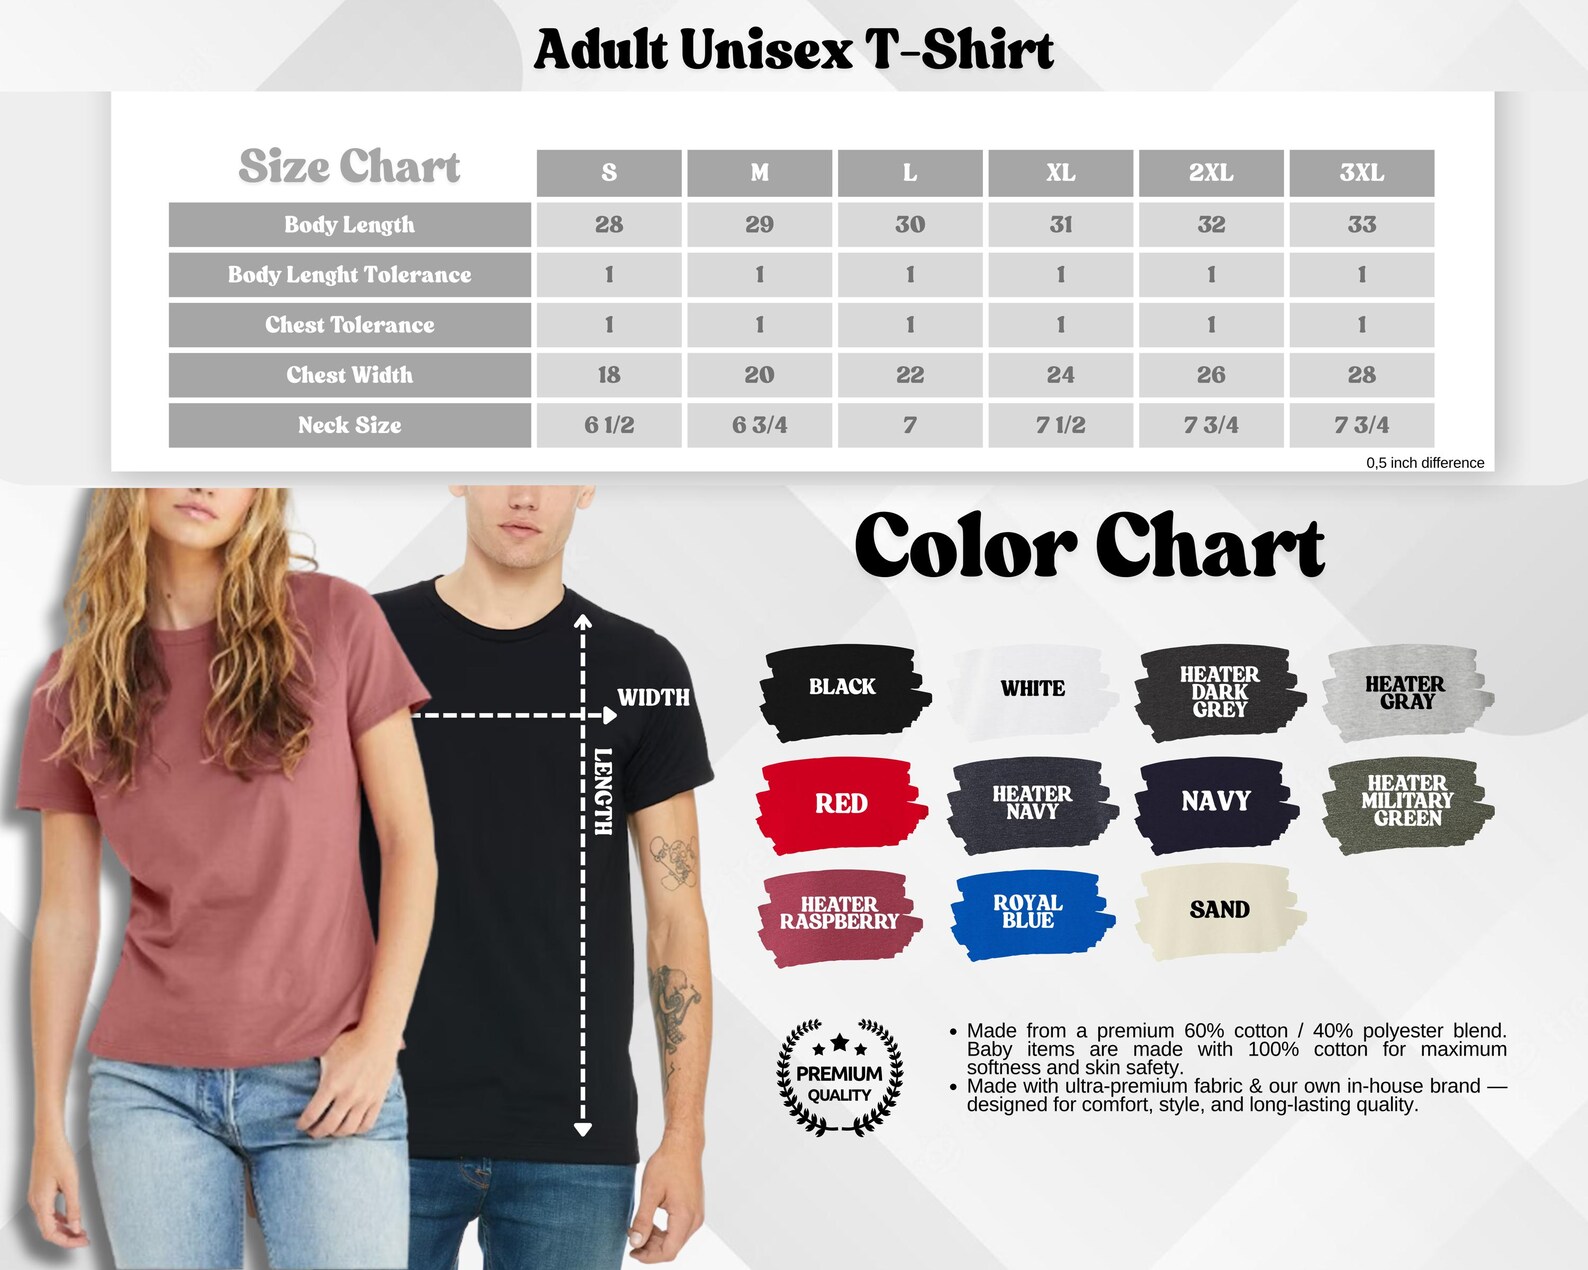 Adult Unisex T-Shirt
Size Chart S M L XL 2XL 3XL
Body Length 28 29 30 31 32 33
Body Lenght Tolerance 1 1 1 1 1 1
Chest Tolerance 1 1 1 1 1 1
Chest Width 18 20 22 24 26 28
Neck Size 6 1/2 6 3/4 7 7 1/2 7 3/4 7 3/4
0,5 inch difference
WIDTH
LENGTH
Color Chart
BLACK
WHITE
HEATER
DARK
GREY
HEATER
GRAY
RED
HEATER
NAVY
NAVY
HEATER
MILITARY
GREEN
HEATER
RASPBERRY
ROYAL
BLUE
SAND
PREMIUM
QUALITY
• Made from a premium 60% cotton / 40% polyester blend.
Baby items are made with 100% cotton for maximum
softness and skin safety.
• Made with ultra-premium fabric & our own in-house brand —
designed for comfort, style, and long-lasting quality.